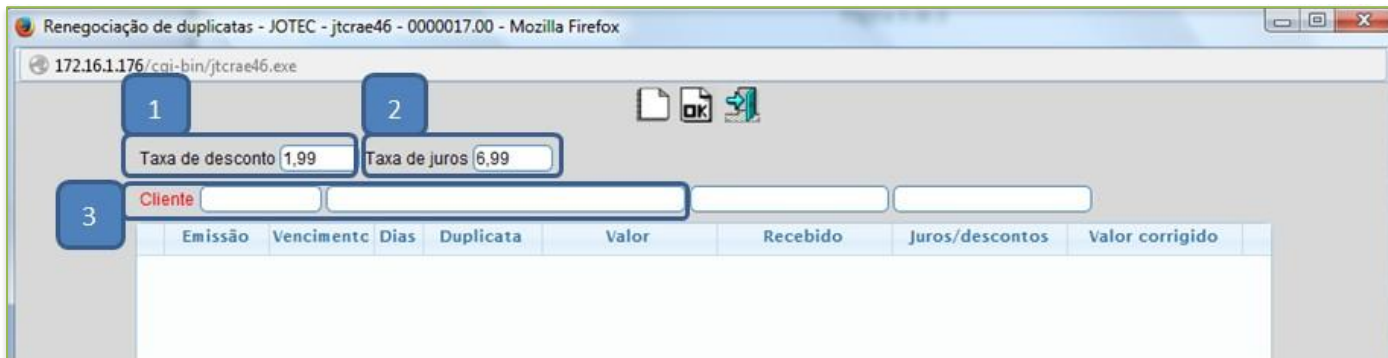 Renegociação de duplicatas - JOTEC - jtcrae46 - 0000017.00 - Mozilla Firefox
172.16.1.176/cgi-bin/jtcrae46.exe
1 2 OK
Taxa de desconto 1,99 Taxa de juros 6,99
3 Cliente
Emissão Vencimentc Dias Duplicata Valor Recebido Juros/descontos Valor corrigido